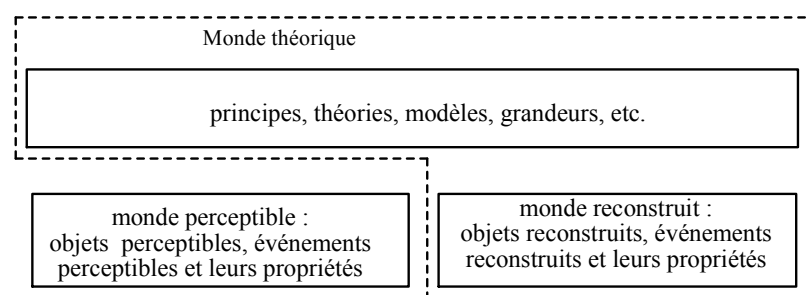 Monde théorique
principes, théories, modèles, grandeurs, etc.
monde perceptible :
objets perceptibles, événements
perceptibles et leurs propriétés
monde reconstruit :
objets reconstruits, événements
reconstruits et leurs propriétés